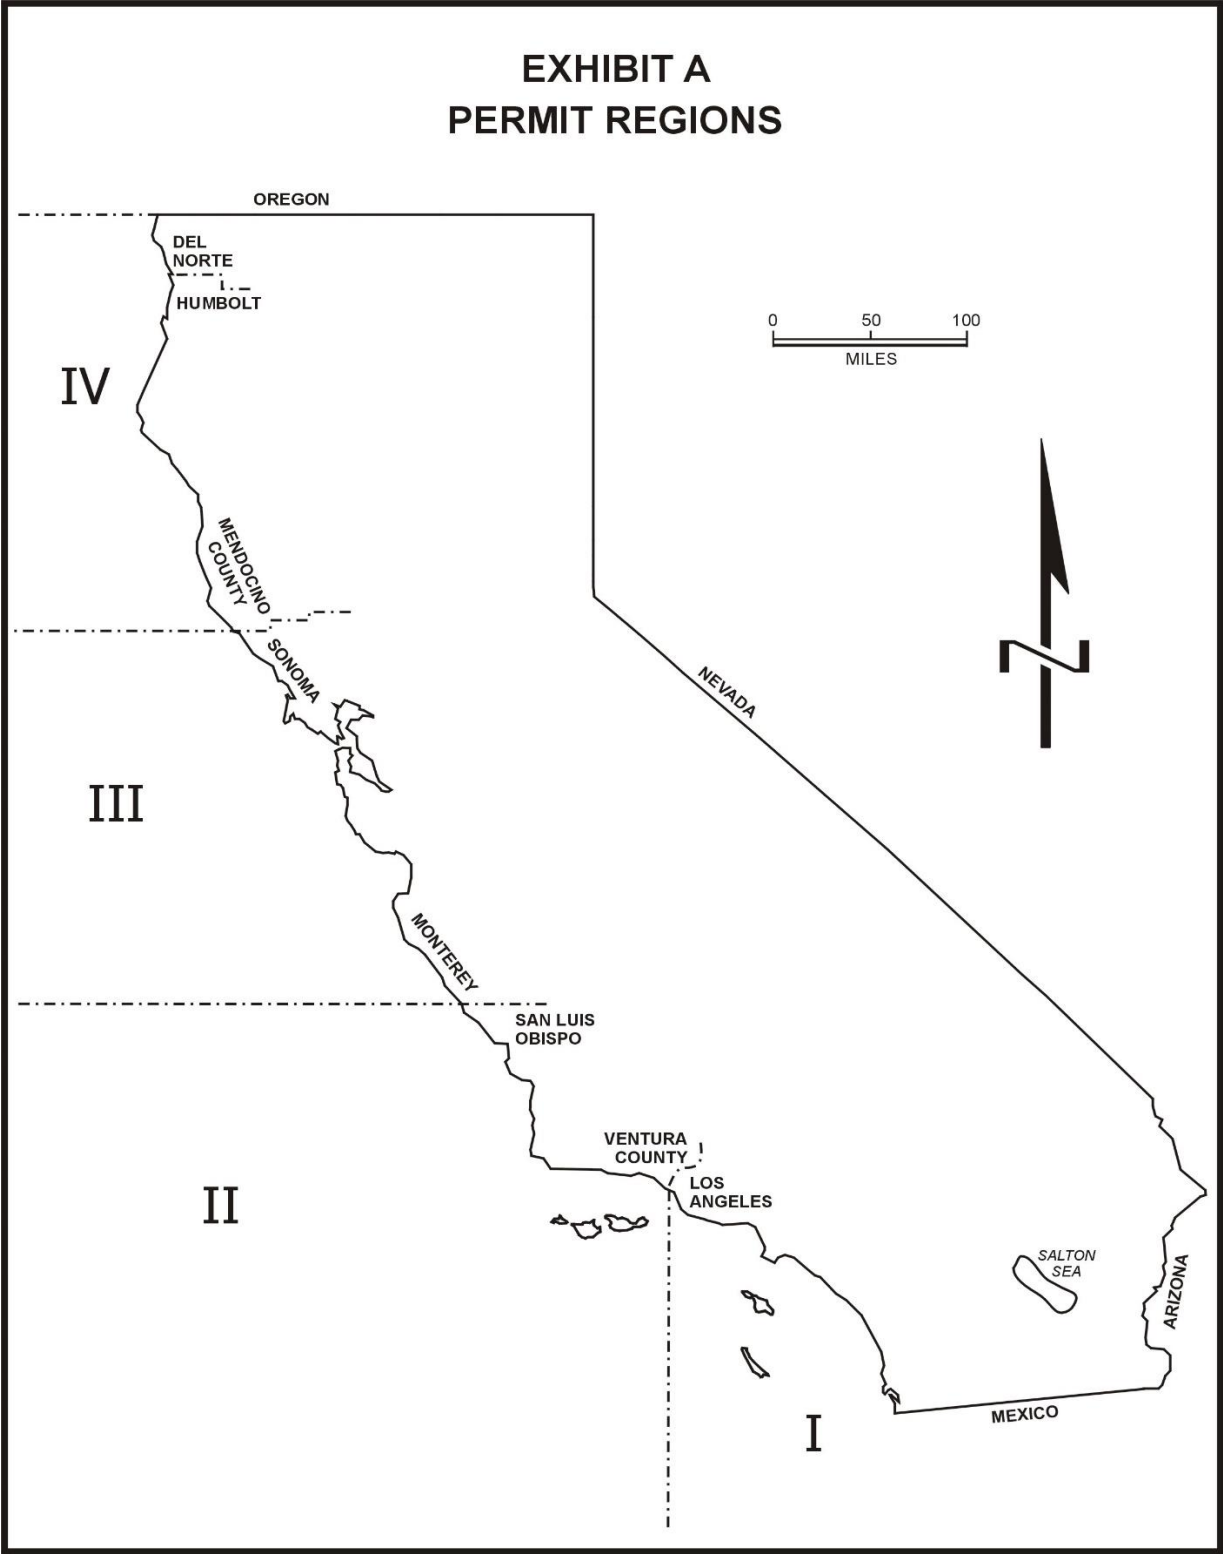 EXHIBIT A
PERMIT REGIONS
OREGON
DEL
NORTE
HUMBOLT
0 50 100
MILES
IV
MENDOCINO
COUNTY
SONOMA
NEVADA
N
III
MONTEREY
SAN LUIS
OBISPO
VENTURA
COUNTY
LOS
ANGELES
II
SALTON
SEA
ARIZONA
MEXICO
I